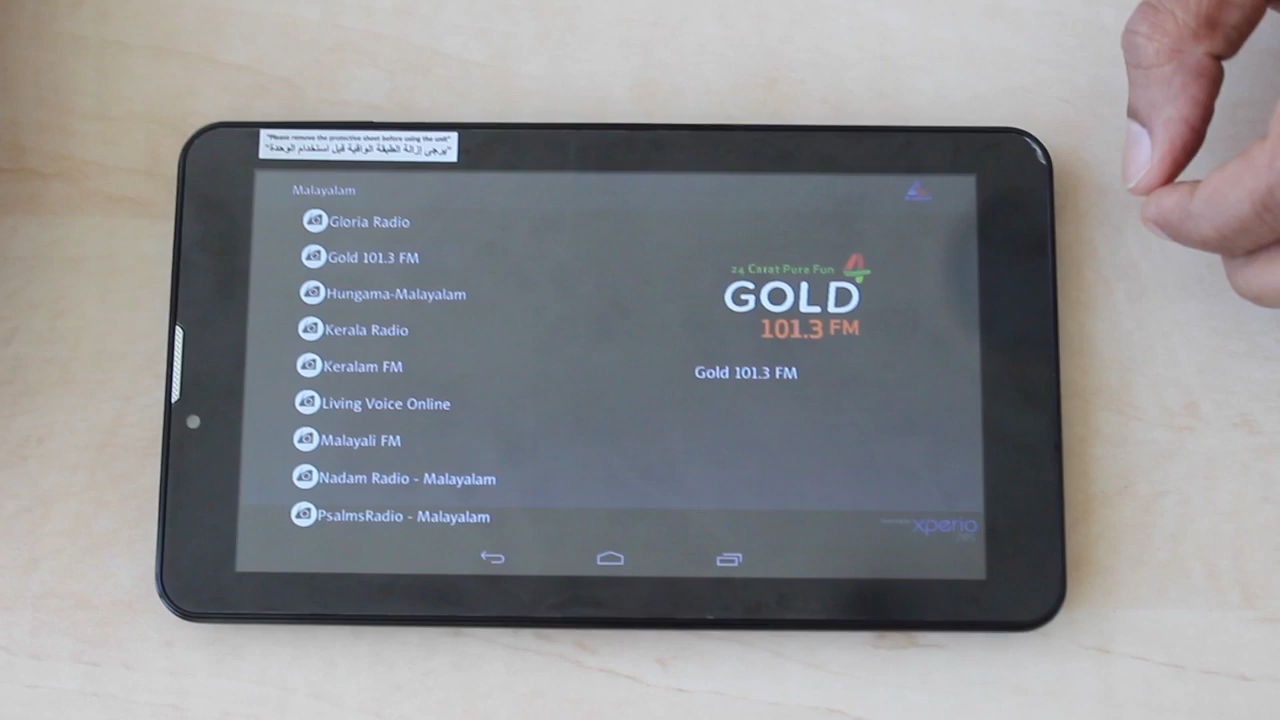 "Please remove the protective sheet before using the unit"
"يرجى إزالة الطبقة الواقية قبل استخدام الوحدة"
Malayalam
Gloria Radio
Gold 101.3 FM
Hungama-Malayalam
Kerala Radio
Keralam FM
Living Voice Online
Malayali FM
Nadam Radio - Malayalam
PsalmsRadio - Malayalam
24 Carat Pure Fun
GOLD
101.3 FM
Gold 101.3 FM
xperio